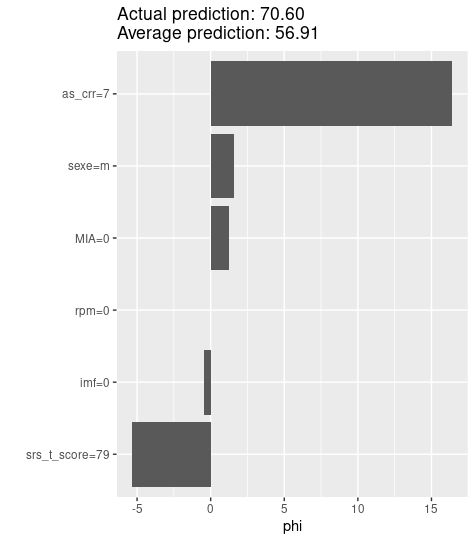 Actual prediction: 70.60
Average prediction: 56.91
as_crr=7
sexe=m
MIA=0
rpm=0
imf=0
srs_t_score=79
-5 0 5 10 15
phi